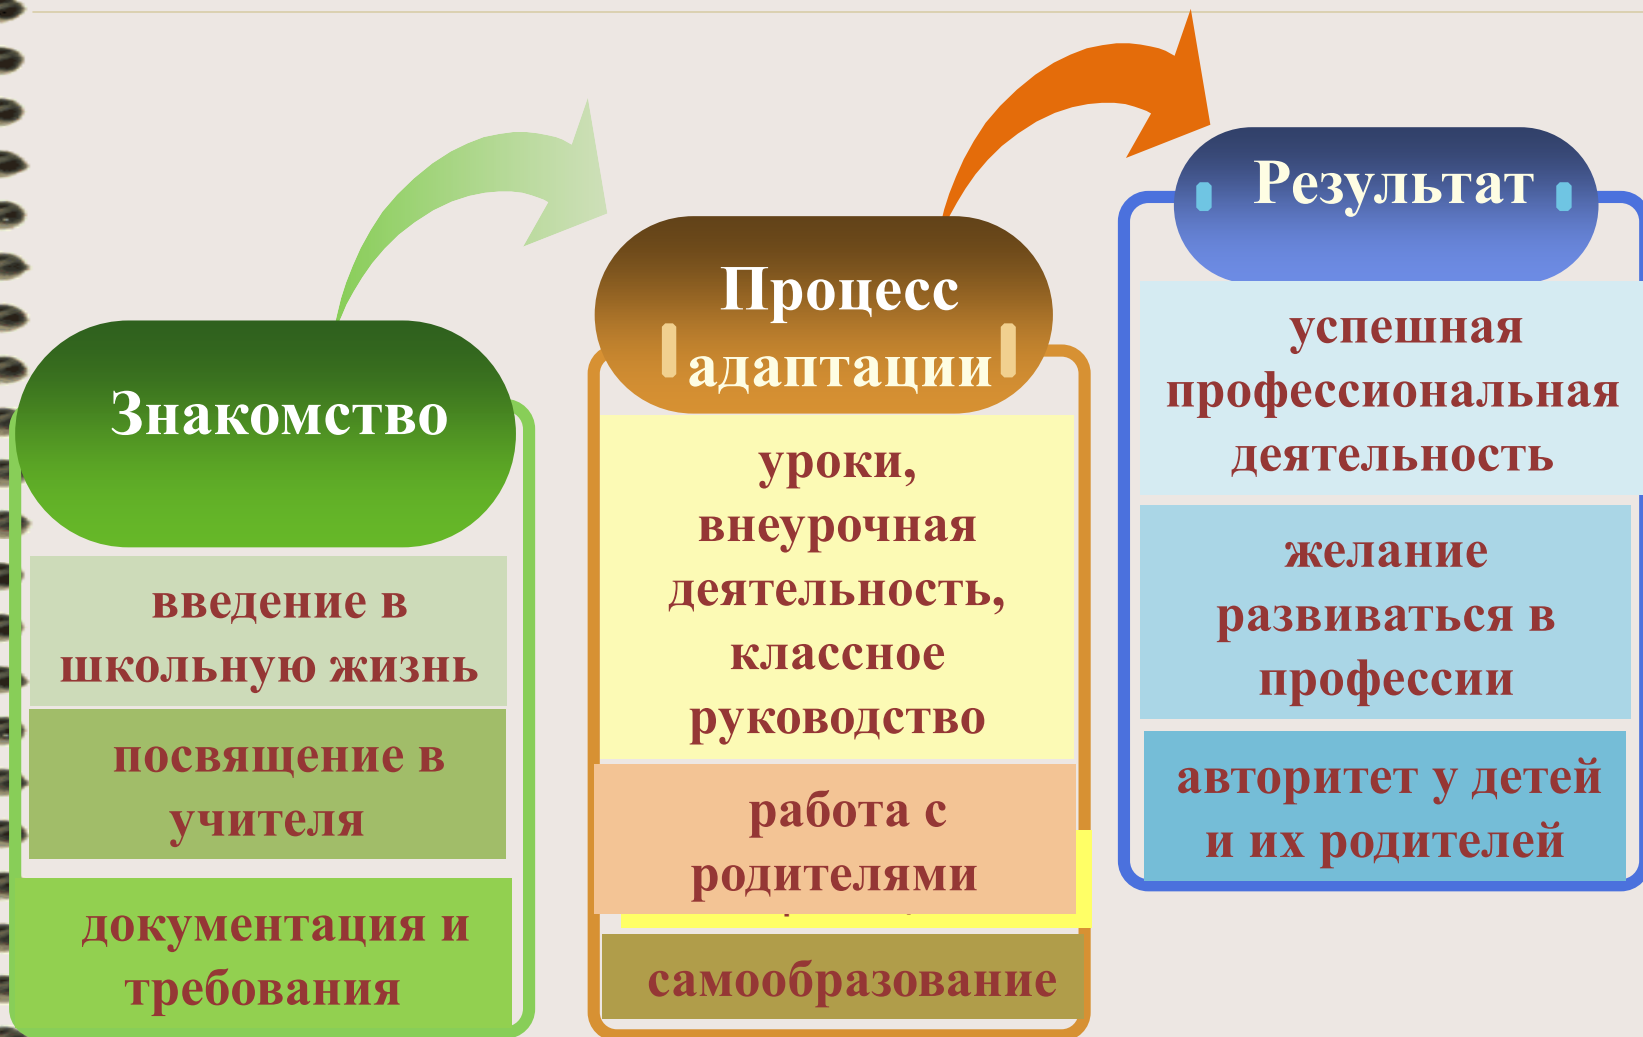 Знакомство
введение в
школьную жизнь
посвящение в
учителя
документация и
требования
Процесс
адаптации
уроки,
внеурочная
деятельность,
классное
руководство
работа с
родителями
самообразование
Результат
успешная
профессиональная
деятельность
желание
развиваться в
профессии
авторитет у детей
и их родителей